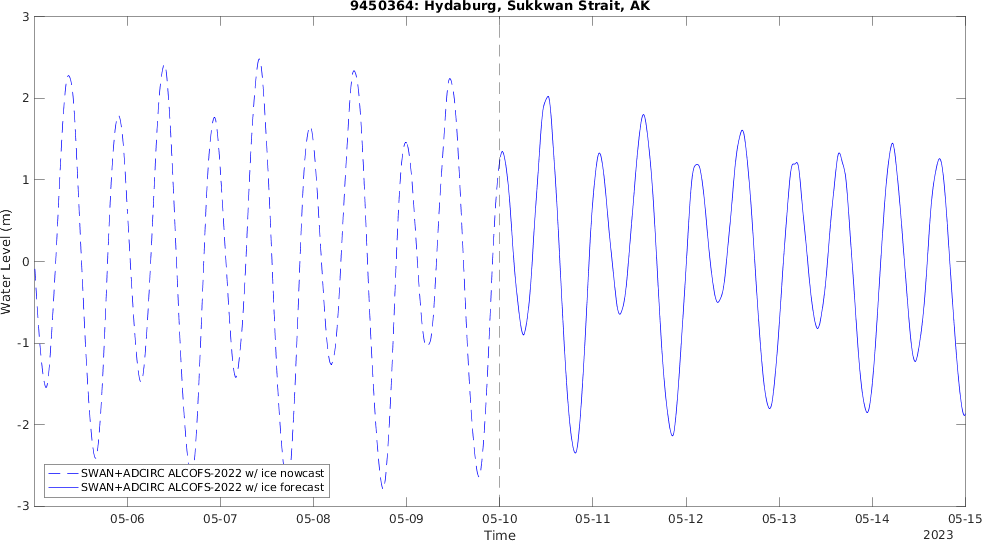 9450364: Hydaburg, Sukkwan Strait, AK
3
2
1
0
-1
-2
-3
Water Level (m)
SWAN+ADCIRC ALCOFS-2022 w/ ice nowcast
SWAN+ADCIRC ALCOFS-2022 w/ ice forecast
05-06 05-07 05-08 05-09 05-10 05-11 05-12 05-13 05-14 05-15
Time
2023